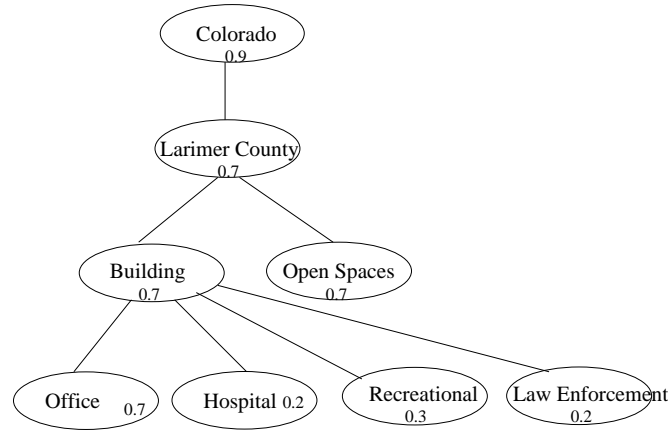 Colorado
0.9
Larimer County
0.7
Building
0.7
Open Spaces
0.7
Office 0.7
Hospital 0.2
Recreational
0.3
Law Enforcement
0.2